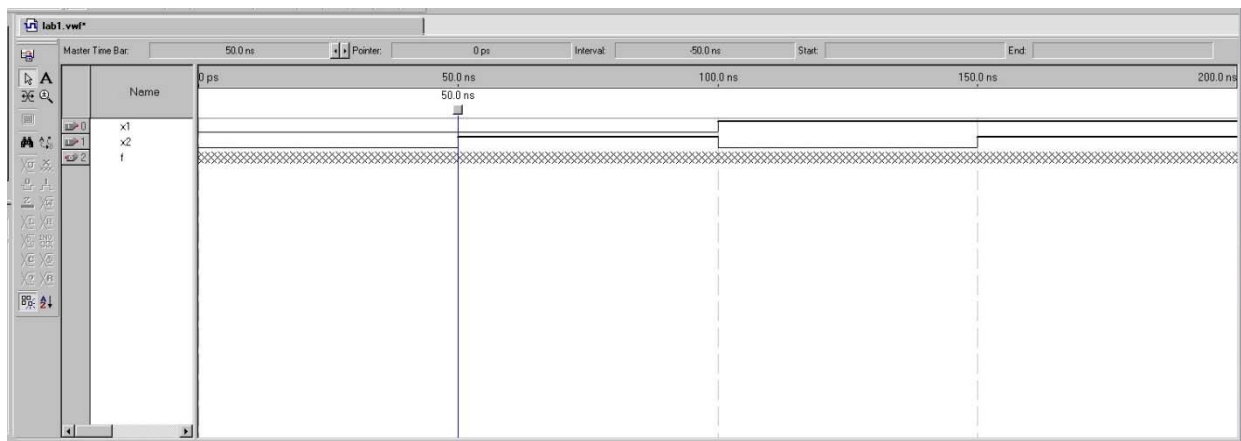 lab1.vwf*
Master Time Bar: 50.0 ns Pointer: 0 ps Interval: -50.0 ns Start: End:
A Name 0 ps 50.0 ns 100.0 ns 150.0 ns 200.0 ns
50.0 ns
0 x1
1 x2
2 f